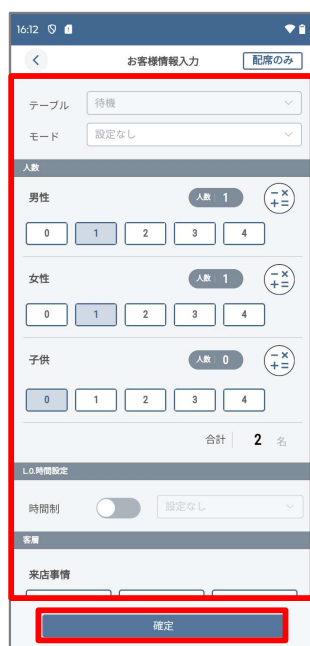 16:12
お客様情報入力 配席のみ
テーブル 待機
モード 設定なし
人数
男性 人数 1
0 1 2 3 4
女性 人数 1
0 1 2 3 4
子供 人数 0
0 1 2 3 4
合計 2 名
L.O.時間設定
時間制 設定なし
客層
来店事情
確定